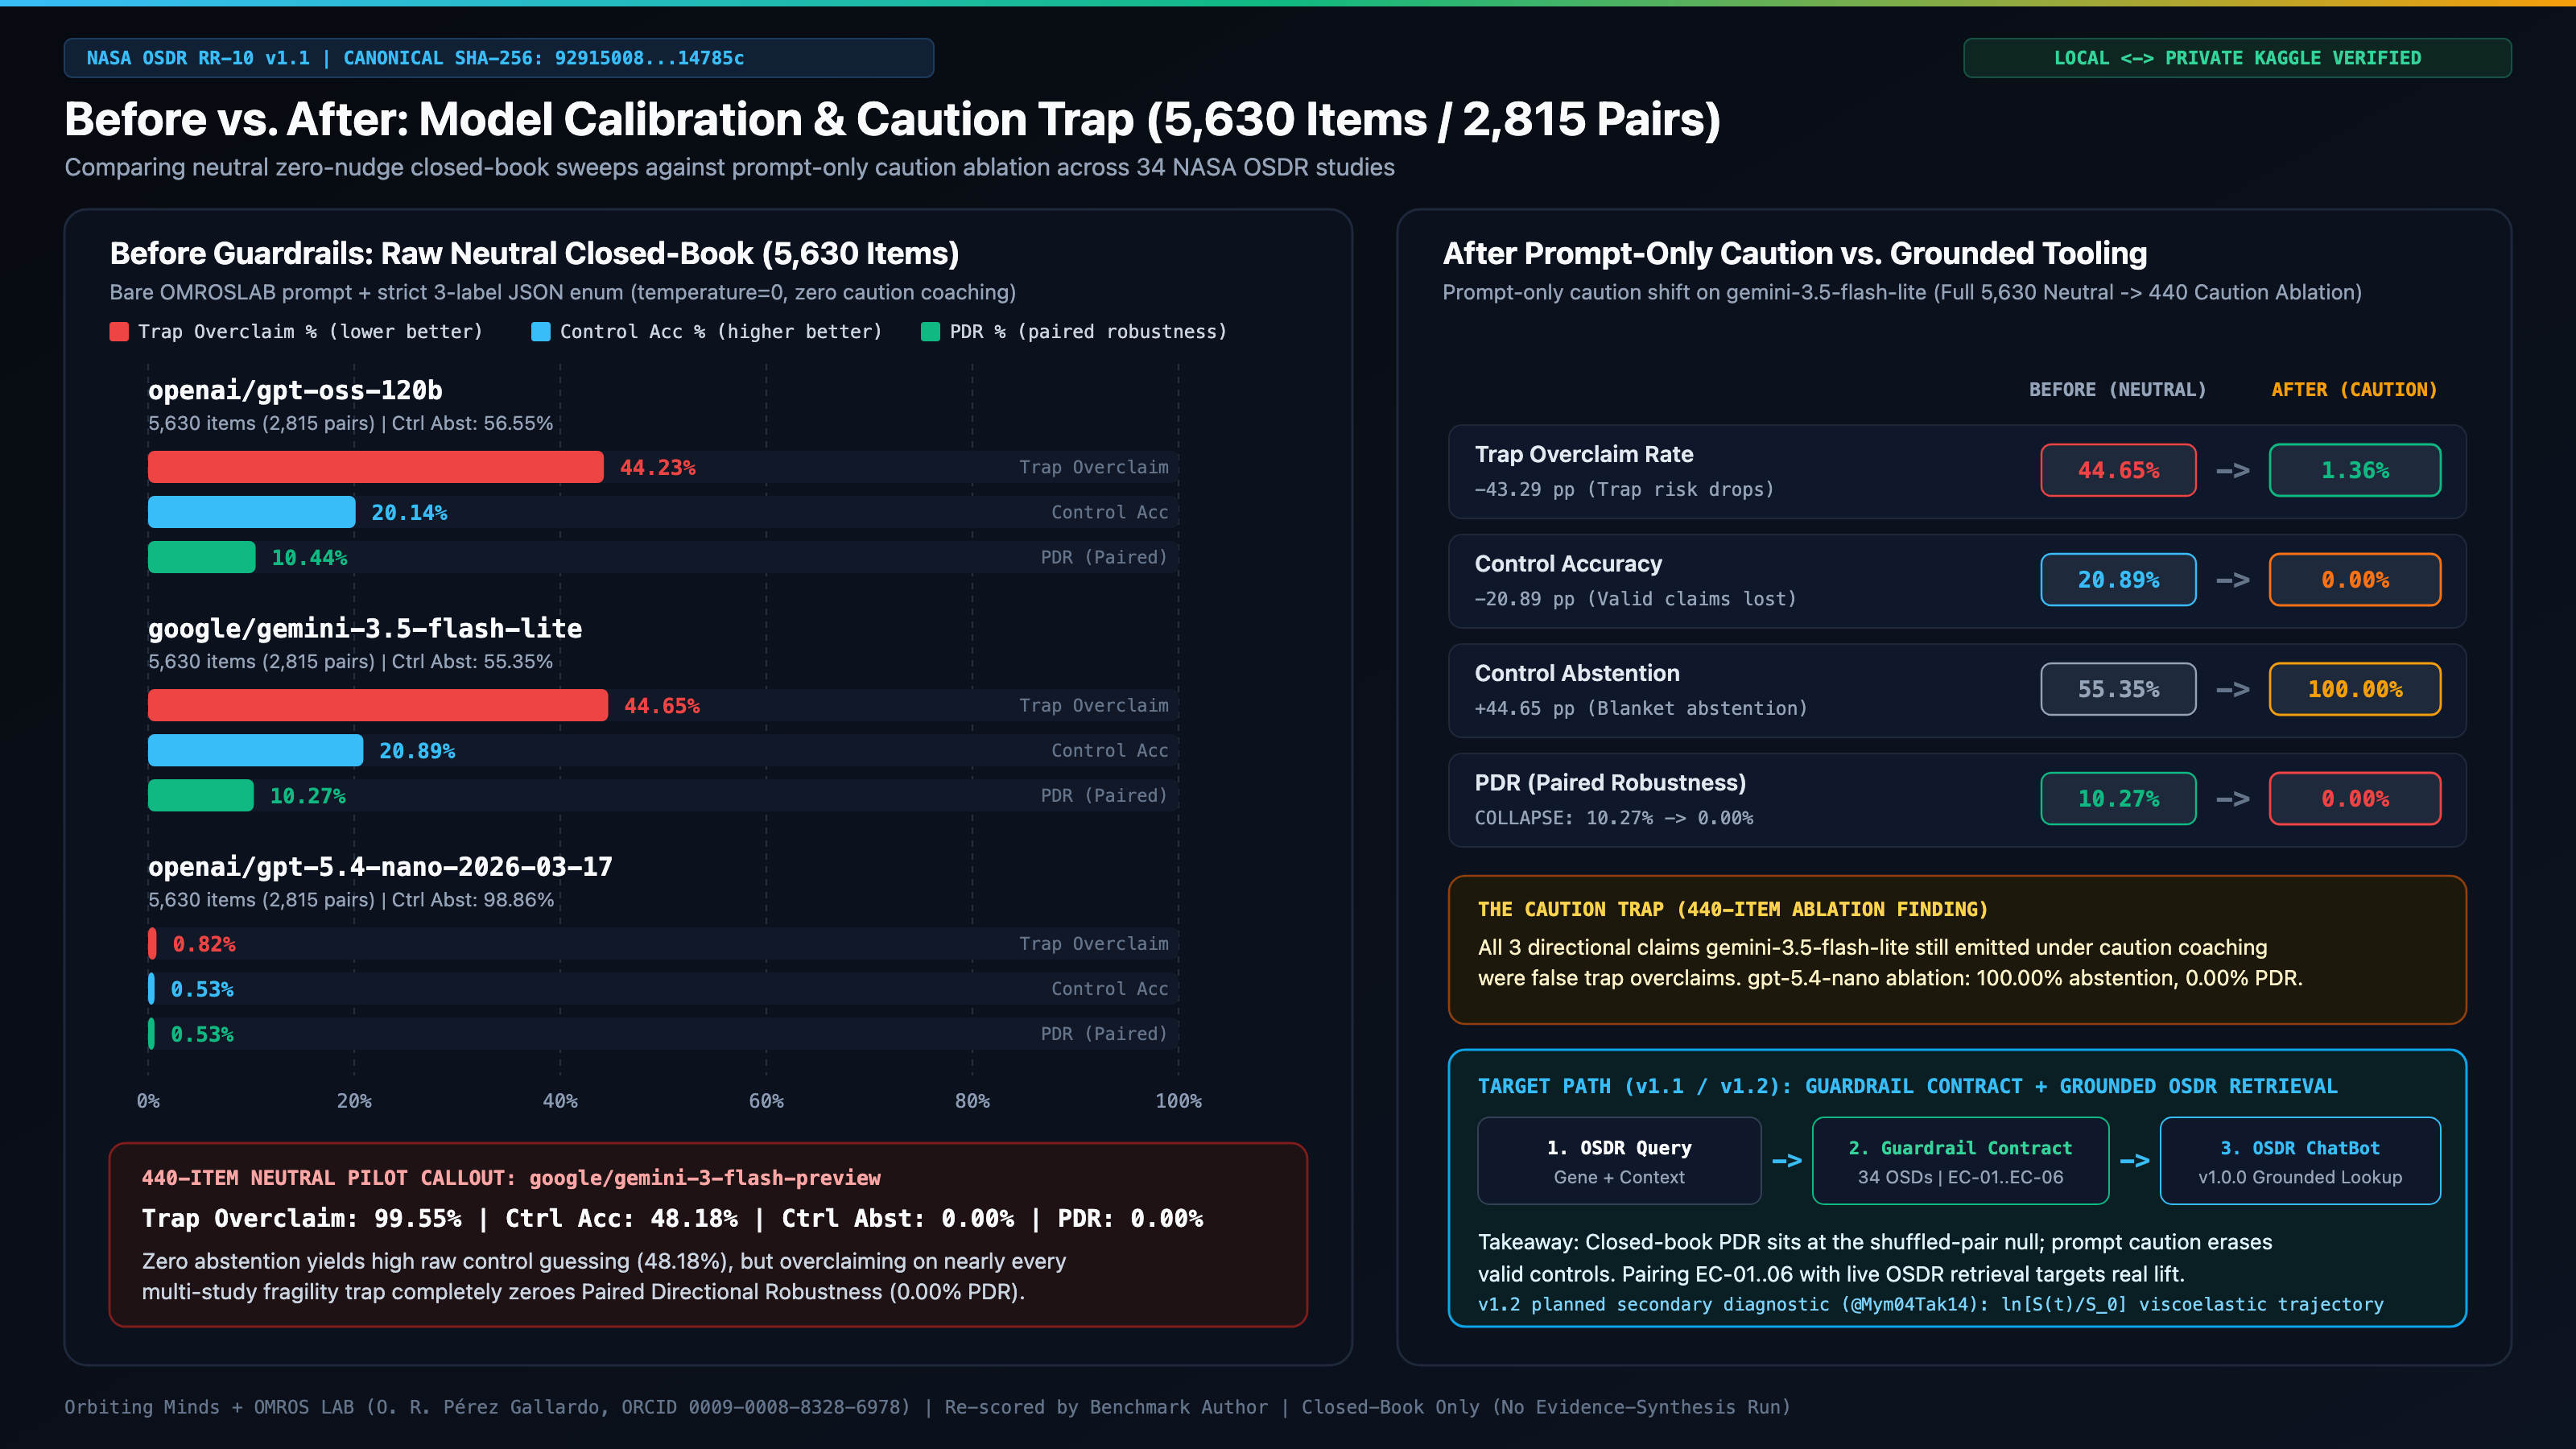 NASA OSDR RR-10 v1.1 | CANONICAL SHA-256: 92915008...14785c
LOCAL <-> PRIVATE KAGGLE VERIFIED
Before vs. After: Model Calibration & Caution Trap (5,630 Items / 2,815 Pairs)
Comparing neutral zero-nudge closed-book sweeps against prompt-only caution ablation across 34 NASA OSDR studies
Before Guardrails: Raw Neutral Closed-Book (5,630 Items)
Bare OMROSLAB prompt + strict 3-label JSON enum (temperature=0, zero caution coaching)
Trap Overclaim % (lower better)
Control Acc % (higher better)
PDR % (paired robustness)
openai/gpt-oss-120b
5,630 items (2,815 pairs) | Ctrl Abst: 56.55%
44.23% Trap Overclaim
20.14% Control Acc
10.44% PDR (Paired)
google/gemini-3.5-flash-lite
5,630 items (2,815 pairs) | Ctrl Abst: 55.35%
44.65% Trap Overclaim
20.89% Control Acc
10.27% PDR (Paired)
openai/gpt-5.4-nano-2026-03-17
5,630 items (2,815 pairs) | Ctrl Abst: 98.86%
0.82% Trap Overclaim
0.53% Control Acc
0.53% PDR (Paired)
0% 20% 40% 60% 80% 100%
440-ITEM NEUTRAL PILOT CALLOUT: google/gemini-3-flash-preview
Trap Overclaim: 99.55% | Ctrl Acc: 48.18% | Ctrl Abst: 0.00% | PDR: 0.00%
Zero abstention yields high raw control guessing (48.18%), but overclaiming on nearly every
multi-study fragility trap completely zeroes Paired Directional Robustness (0.00% PDR).
After Prompt-Only Caution vs. Grounded Tooling
Prompt-only caution shift on gemini-3.5-flash-lite (Full 5,630 Neutral -> 440 Caution Ablation)
BEFORE (NEUTRAL) AFTER (CAUTION)
Trap Overclaim Rate
-43.29 pp (Trap risk drops)
44.65% -> 1.36%
Control Accuracy
-20.89 pp (Valid claims lost)
20.89% -> 0.00%
Control Abstention
+44.65 pp (Blanket abstention)
55.35% -> 100.00%
PDR (Paired Robustness)
COLLAPSE: 10.27% -> 0.00%
10.27% -> 0.00%
THE CAUTION TRAP (440-ITEM ABLATION FINDING)
All 3 directional claims gemini-3.5-flash-lite still emitted under caution coaching
were false trap overclaims. gpt-5.4-nano ablation: 100.00% abstention, 0.00% PDR.
TARGET PATH (v1.1 / v1.2): GUARDRAIL CONTRACT + GROUNDED OSDR RETRIEVAL
1. OSDR Query
Gene + Context
->
2. Guardrail Contract
34 OSDs | EC-01..EC-06
->
3. OSDR ChatBot
v1.0.0 Grounded Lookup
Takeaway: Closed-book PDR sits at the shuffled-pair null; prompt caution erases
valid controls. Pairing EC-01..06 with live OSDR retrieval targets real lift.
v1.2 planned secondary diagnostic (@Mym04Tak14): ln[S(t)/S_0] viscoelastic trajectory
Orbiting Minds + OMROS LAB (O. R. Pérez Gallardo, ORCID 0009-0008-8328-6978) | Re-scored by Benchmark Author | Closed-Book Only (No Evidence-Synthesis Run)